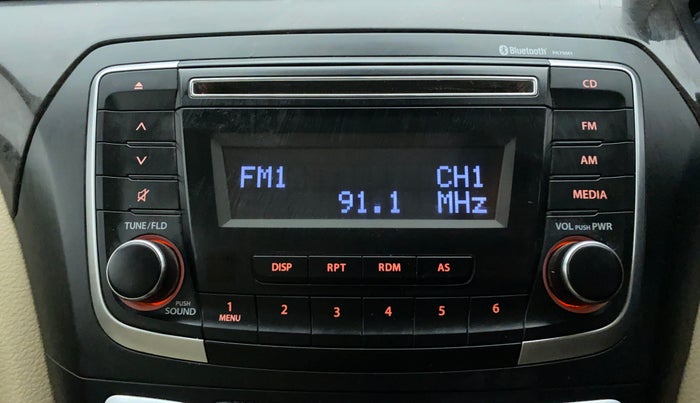 Bluetooth
CD
FM
AM
MEDIA
FM1 CH1
91.1 MHz
TUNE/FLD
VOL PUSH PWR
DISP RPT RDM AS
PUSH
SOUND
1 2 3 4 5 6
MENU